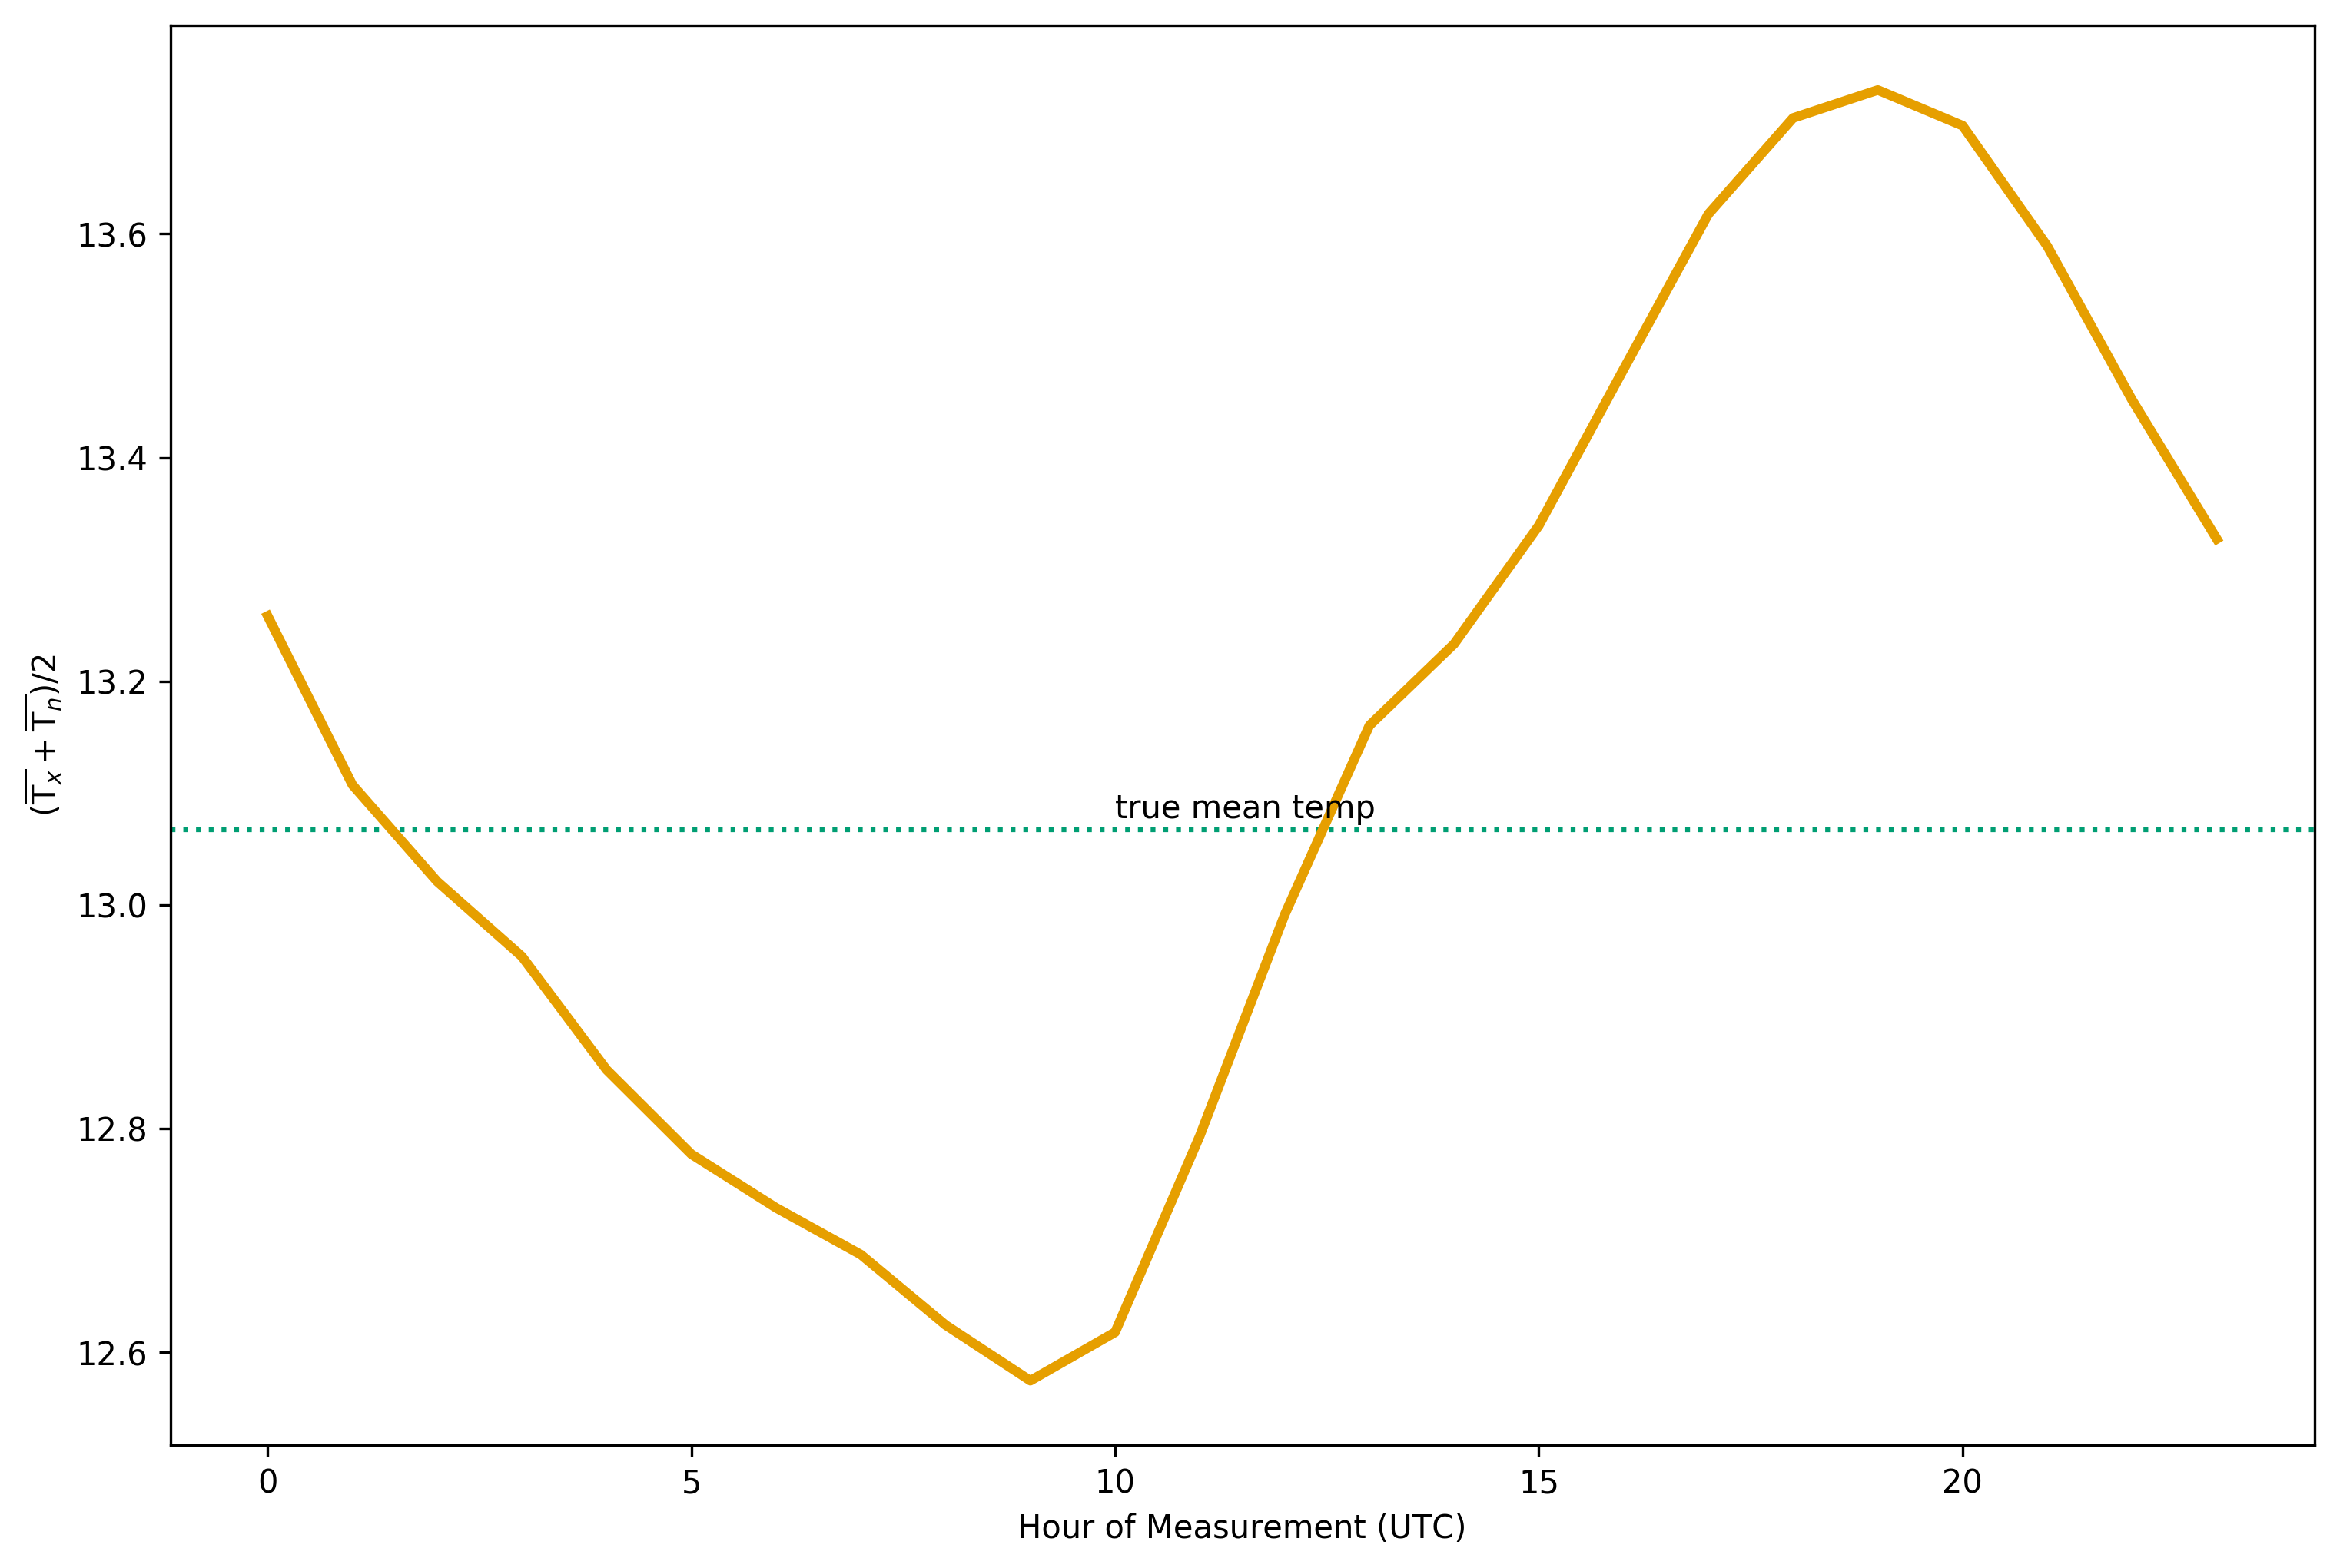 13.6
13.4
13.2
13.0
12.8
12.6
(T̅ₓ + T̅ₙ)/2
true mean temp
0 5 10 15 20
Hour of Measurement (UTC)